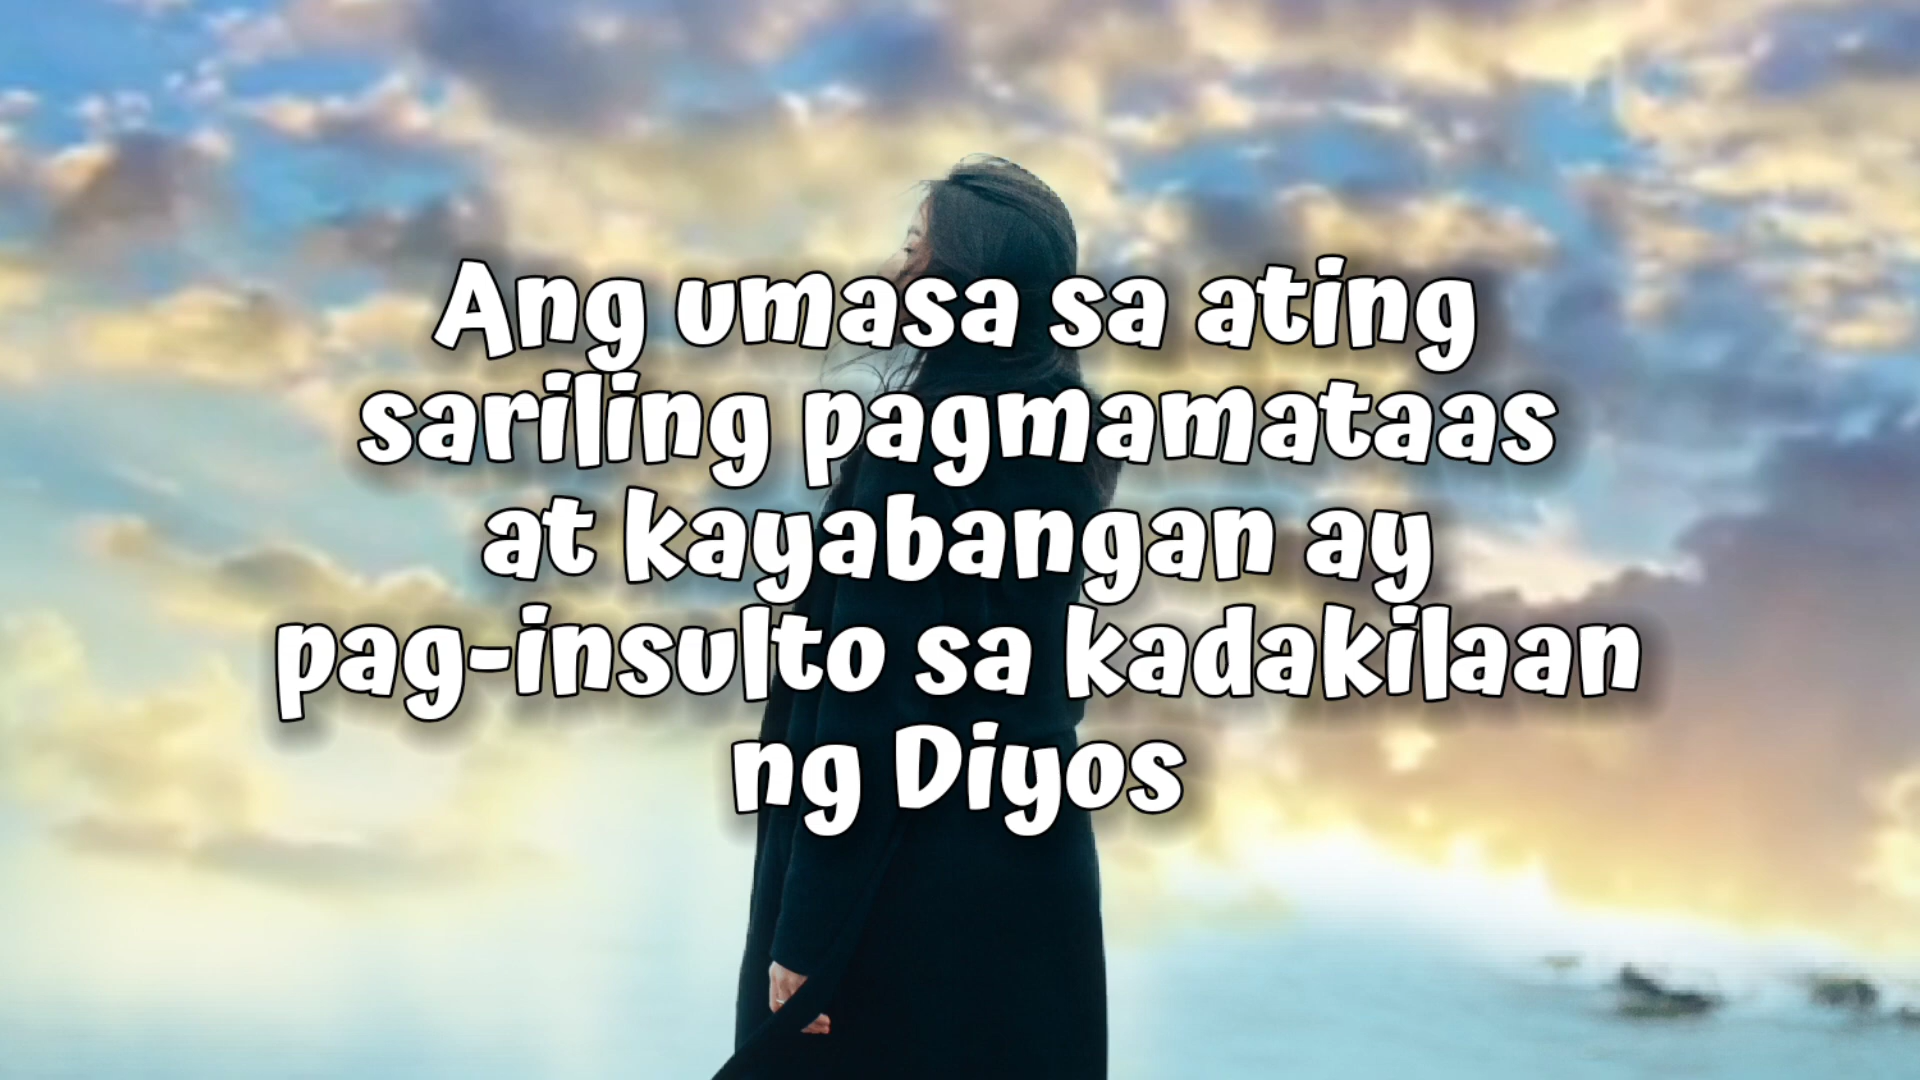 Ang umasa sa ating
sariling pagmamataas
at kayabangan ay
pag-insulto sa kadakilaan
ng Diyos